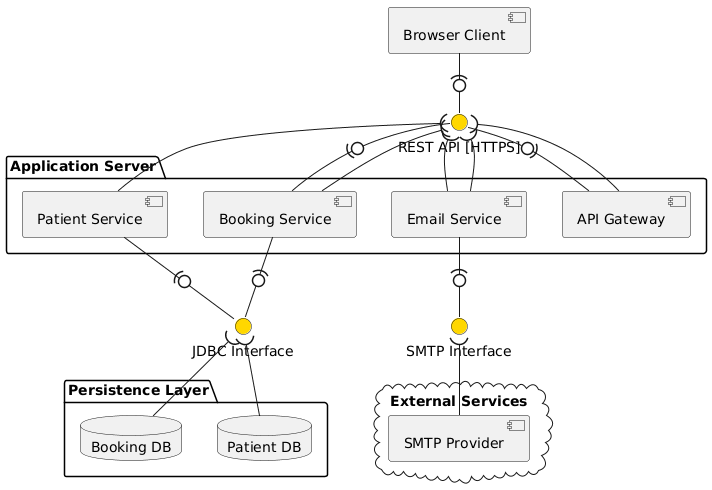 Browser Client
REST API [HTTPS]
Application Server
Patient Service
Booking Service
Email Service
API Gateway
JDBC Interface
SMTP Interface
Persistence Layer
Booking DB
Patient DB
External Services
SMTP Provider